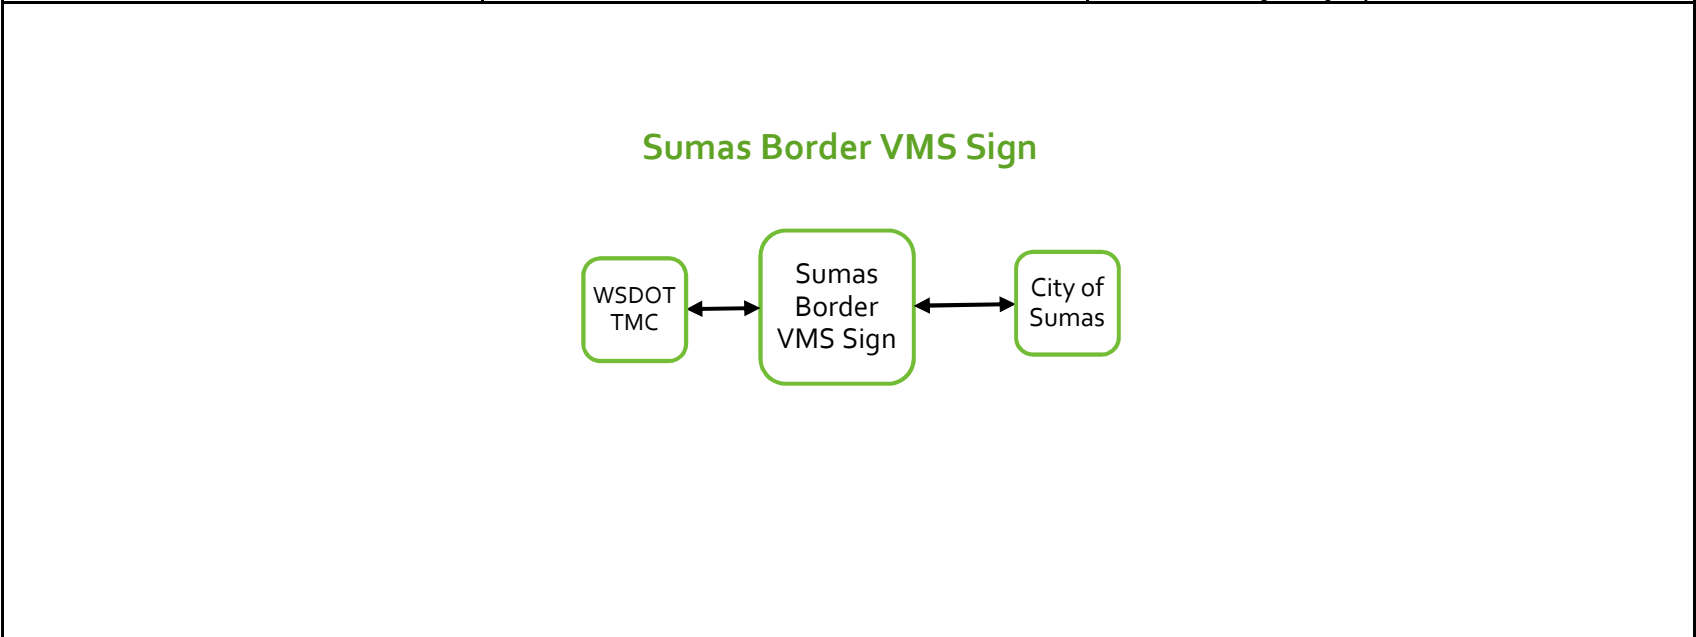 Sumas Border VMS Sign
WSDOT
TMC
Sumas
Border
VMS Sign
City of
Sumas